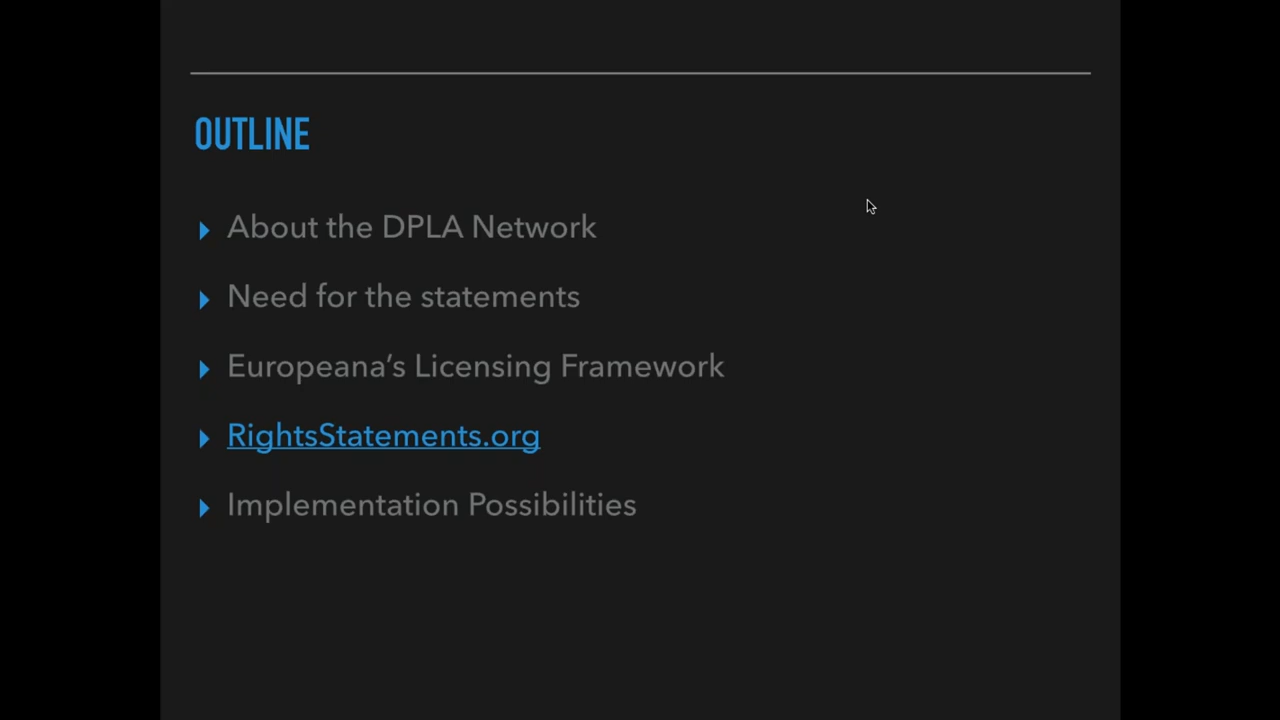 OUTLINE
About the DPLA Network
Need for the statements
Europeana’s Licensing Framework
RightsStatements.org
Implementation Possibilities